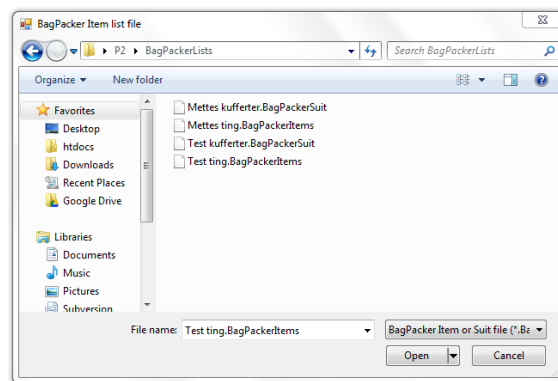 BagPacker Item list file
P2 BagPackerLists
Search BagPackerLists
Organize
New folder
Favorites
Desktop
htdocs
Downloads
Recent Places
Google Drive
Libraries
Documents
Music
Pictures
Subversion
Mettes kufferter.BagPackerSuit
Mettes ting.BagPackerItems
Test kufferter.BagPackerSuit
Test ting.BagPackerItems
File name:
Test ting.BagPackerItems
BagPacker Item or Suit file (*.Ba
Open
Cancel